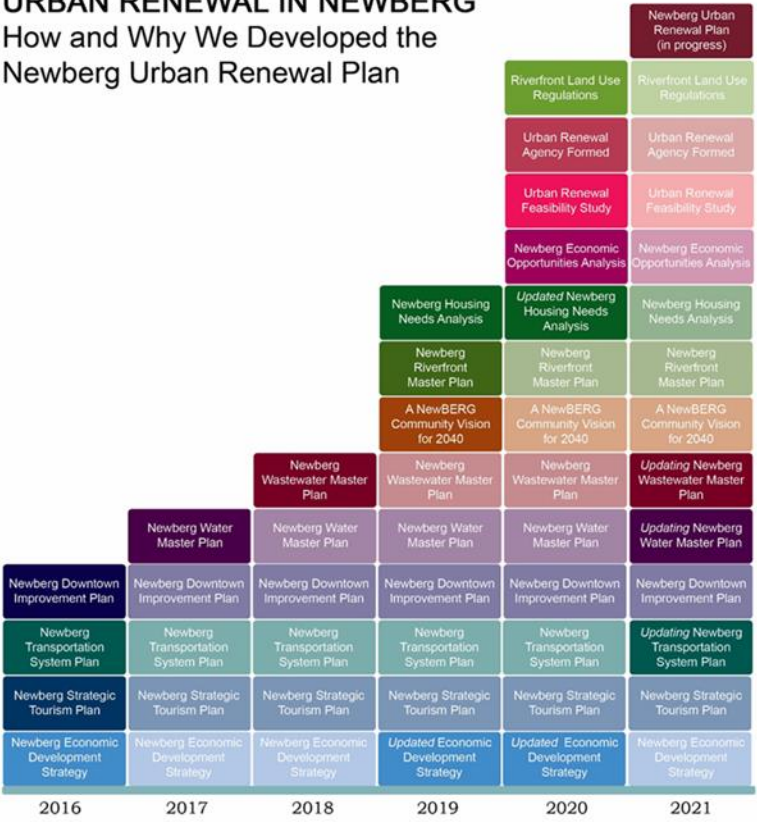 URBAN RENEWAL IN NEWBERG
How and Why We Developed the
Newberg Urban Renewal Plan
Newberg Urban
Renewal Plan
(in progress)
Riverfront Land Use
Regulations
Riverfront Land Use
Regulations
Urban Renewal
Agency Formed
Urban Renewal
Agency Formed
Urban Renewal
Feasibility Study
Urban Renewal
Feasibility Study
Newberg Economic
Opportunities Analysis
Newberg Economic
Opportunities Analysis
Newberg Housing
Needs Analysis
Updated Newberg
Housing Needs
Analysis
Newberg Housing
Needs Analysis
Newberg
Riverfront
Master Plan
Newberg
Riverfront
Master Plan
Newberg
Riverfront
Master Plan
A NewBERG
Community Vision
for 2040
A NewBERG
Community Vision
for 2040
A NewBERG
Community Vision
for 2040
Newberg
Wastewater Master
Plan
Newberg
Wastewater Master
Plan
Newberg
Wastewater Master
Plan
Updating Newberg
Wastewater Master
Plan
Newberg Water
Master Plan
Newberg Water
Master Plan
Newberg Water
Master Plan
Newberg Water
Master Plan
Updating Newberg
Water Master Plan
Newberg Downtown
Improvement Plan
Newberg Downtown
Improvement Plan
Newberg Downtown
Improvement Plan
Newberg Downtown
Improvement Plan
Newberg Downtown
Improvement Plan
Newberg Downtown
Improvement Plan
Newberg
Transportation
System Plan
Newberg
Transportation
System Plan
Newberg
Transportation
System Plan
Newberg
Transportation
System Plan
Newberg
Transportation
System Plan
Updating Newberg
Transportation
System Plan
Newberg Strategic
Tourism Plan
Newberg Strategic
Tourism Plan
Newberg Strategic
Tourism Plan
Newberg Strategic
Tourism Plan
Newberg Strategic
Tourism Plan
Newberg Strategic
Tourism Plan
Newberg Economic
Development
Strategy
Newberg Economic
Development
Strategy
Newberg Economic
Development
Strategy
Updated Economic
Development
Strategy
Updated Economic
Development
Strategy
Newberg Economic
Development
Strategy
2016
2017
2018
2019
2020
2021